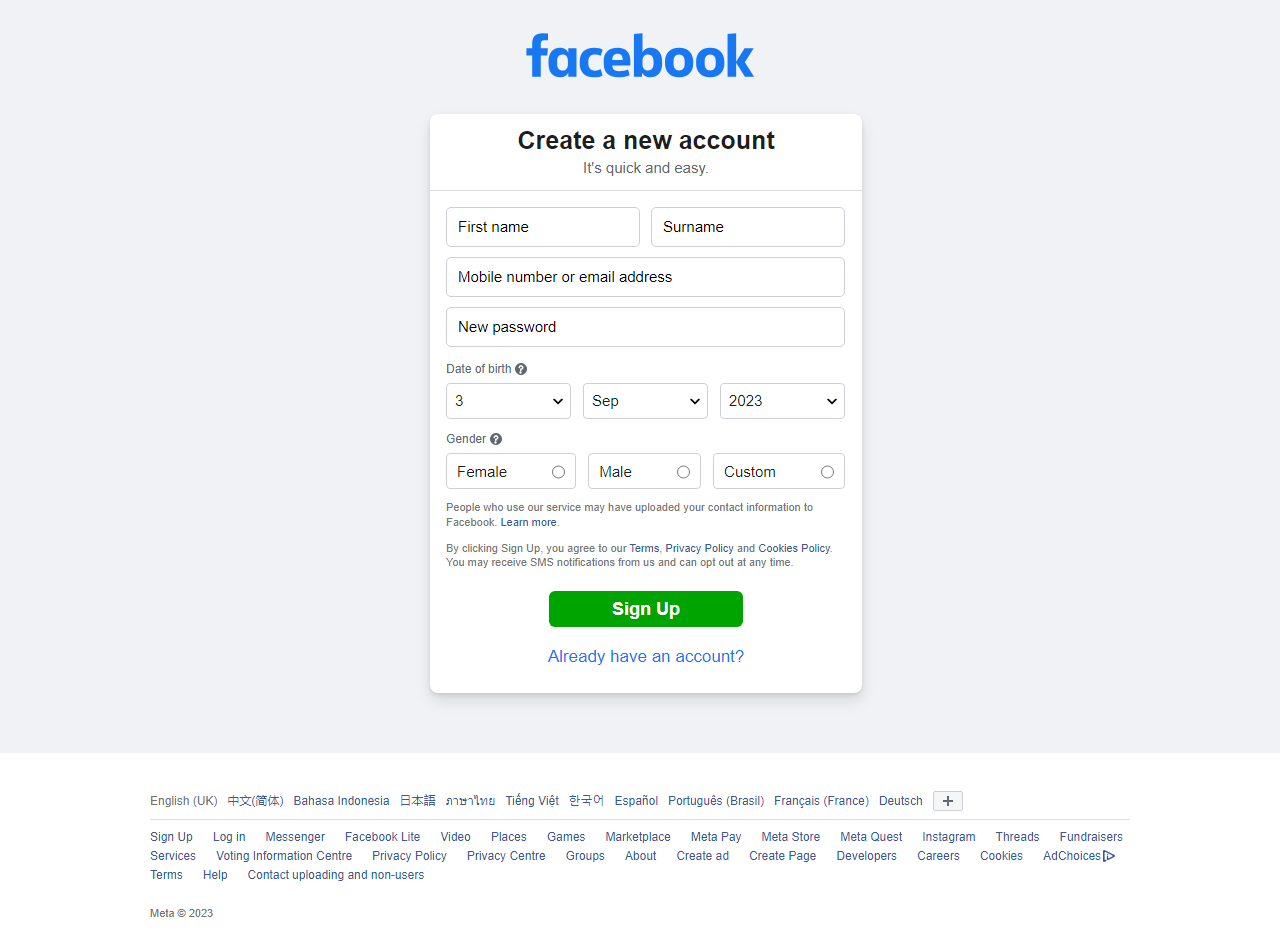 facebook
Create a new account
It's quick and easy.
First name Surname
Mobile number or email address
New password
Date of birth ?
3 Sep 2023
Gender ?
Female Male Custom
People who use our service may have uploaded your contact information to
Facebook. Learn more.
By clicking Sign Up, you agree to our Terms, Privacy Policy and Cookies Policy.
You may receive SMS notifications from us and can opt out at any time.
Sign Up
Already have an account?
English (UK) 中文(简体) Bahasa Indonesia 日本語 ภาษาไทย Tiếng Việt 한국어 Español Português (Brasil) Français (France) Deutsch +
Sign Up Log in Messenger Facebook Lite Video Places Games Marketplace Meta Pay Meta Store Meta Quest Instagram Threads Fundraisers
Services Voting Information Centre Privacy Policy Privacy Centre Groups About Create ad Create Page Developers Careers Cookies AdChoices
Terms Help Contact uploading and non-users
Meta © 2023